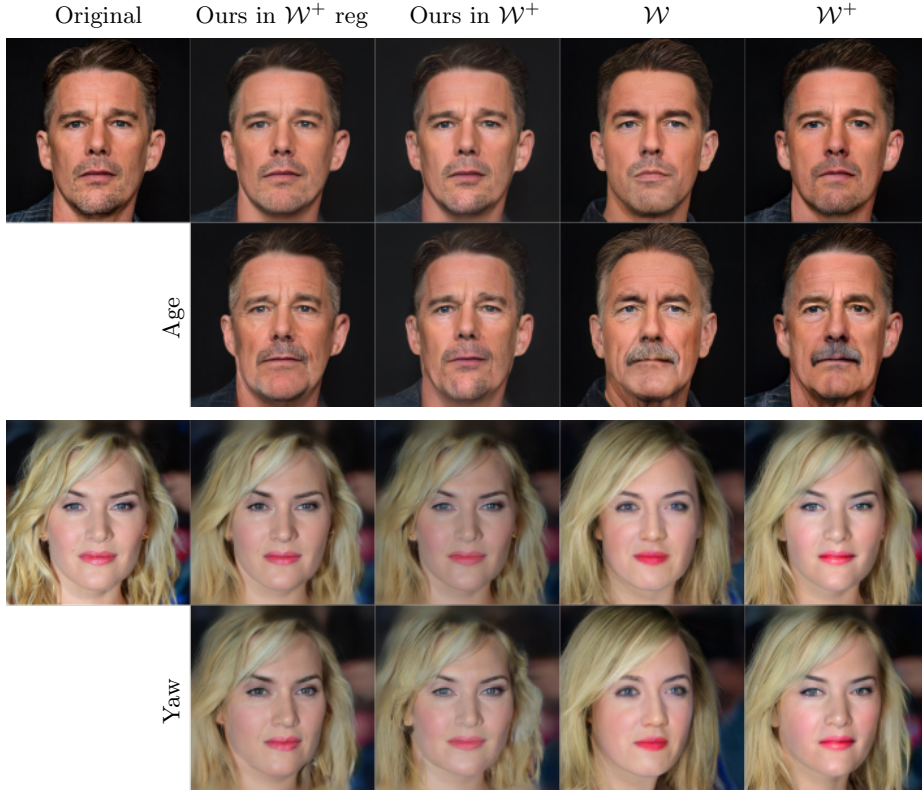 Original Ours in 𝒲⁺ reg Ours in 𝒲⁺ 𝒲 𝒲⁺
Age
Yaw